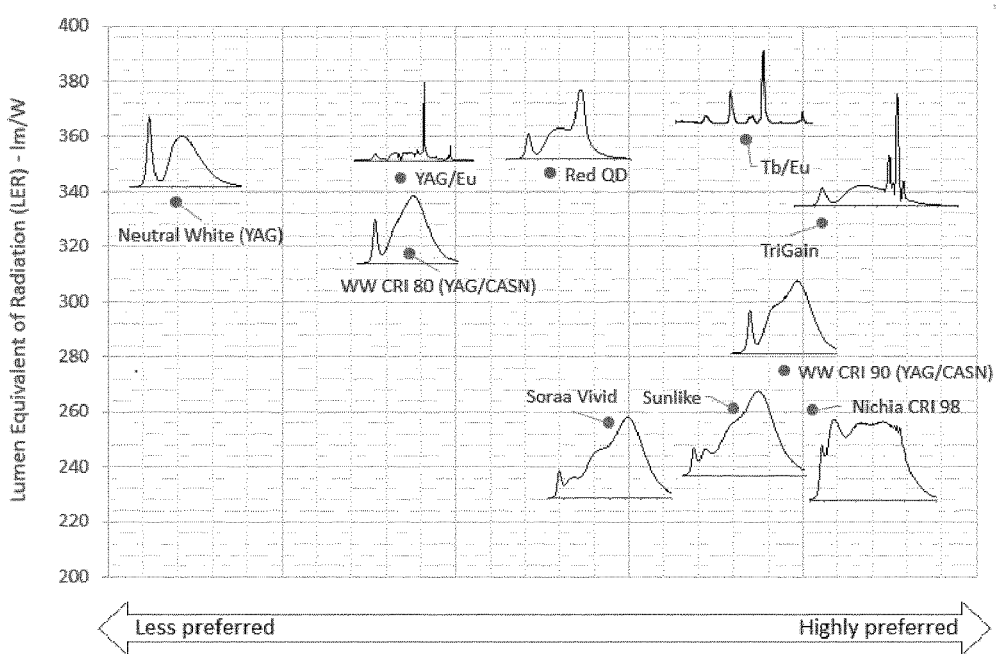 Lumen Equivalent of Radiation (LER) - lm/W
400
380
360
340
320
300
280
260
240
220
200
Neutral White (YAG)
YAG/Eu
WW CRI 80 (YAG/CASN)
Red QD
Tb/Eu
TriGain
WW CRI 90 (YAG/CASN)
Soraa Vivid
Sunlike
Nichia CRI 98
Less preferred
Highly preferred